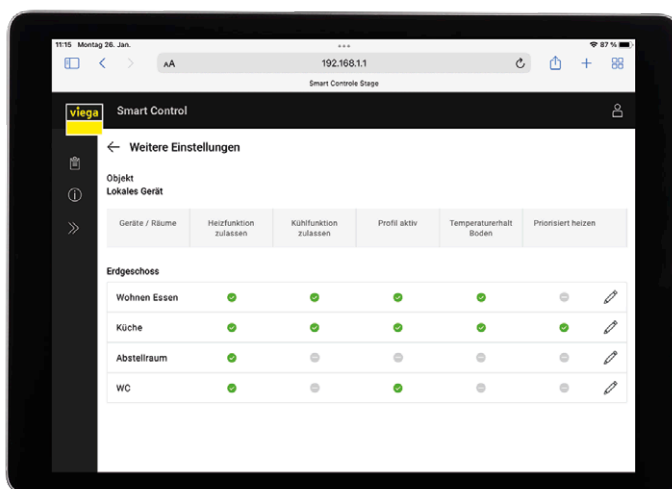 11:15 Montag 26. Jan.
87 %
AA
192.168.1.1
Smart Controle Stage
viega
Smart Control
Weitere Einstellungen
Objekt
Lokales Gerät
Geräte / Räume
Heizfunktion
zulassen
Kühlfunktion
zulassen
Profil aktiv
Temperaturerhalt
Boden
Priorisiert heizen
Erdgeschoss
Wohnen Essen
Küche
Abstellraum
WC